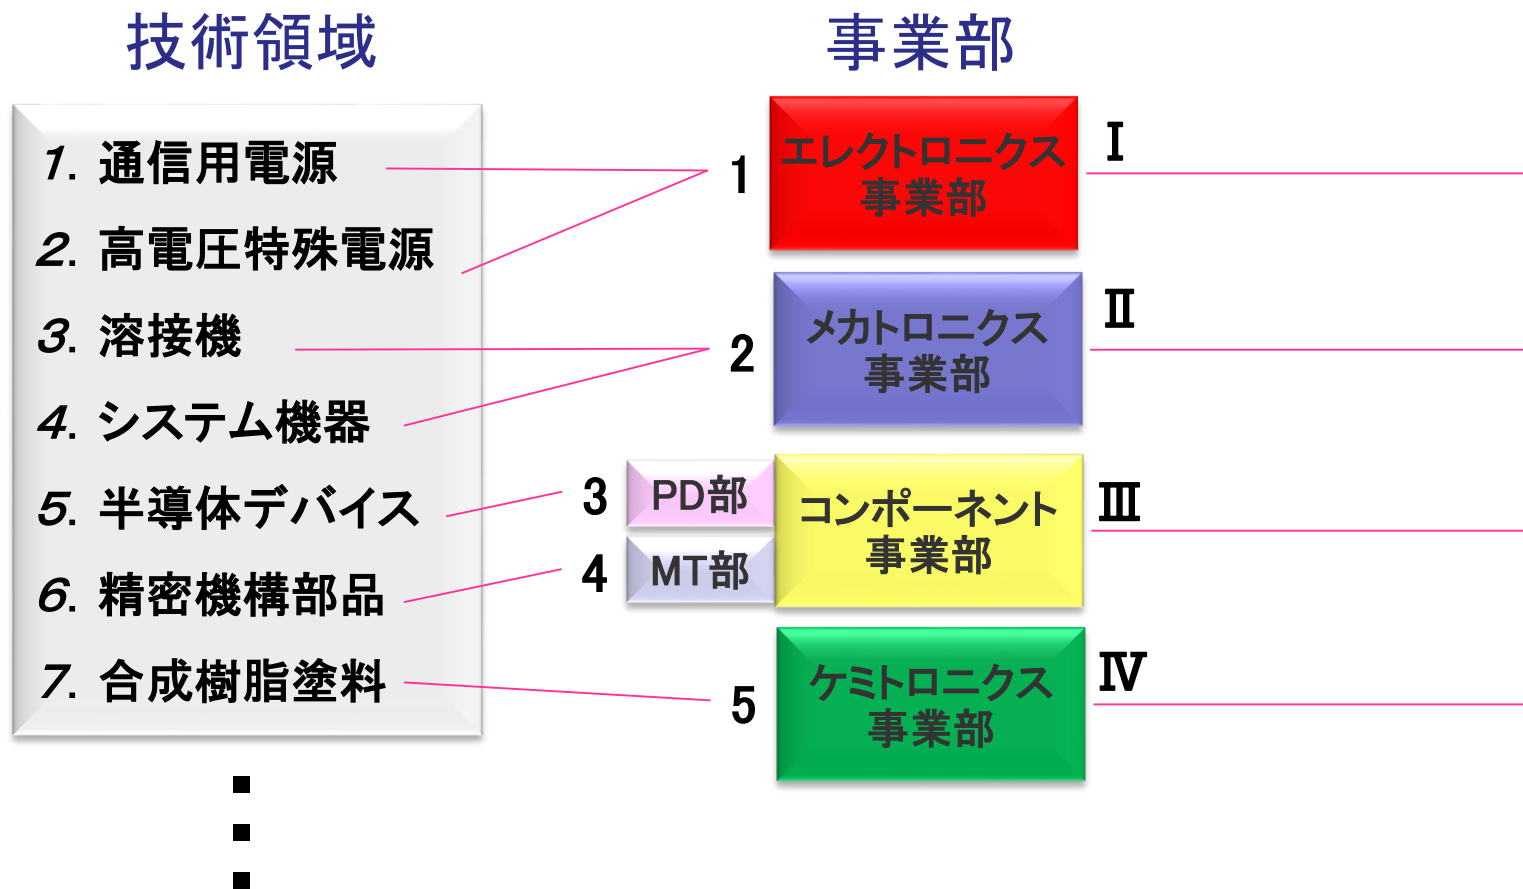 技術領域
事業部
1. 通信用電源
2. 高電圧特殊電源
3. 溶接機
4. システム機器
5. 半導体デバイス
6. 精密機構部品
7. 合成樹脂塗料
1
エレクトロニクス
事業部
Ⅰ
2
メカトロニクス
事業部
Ⅱ
3
PD部
4
MT部
コンポーネント
事業部
Ⅲ
5
ケミトロニクス
事業部
Ⅳ